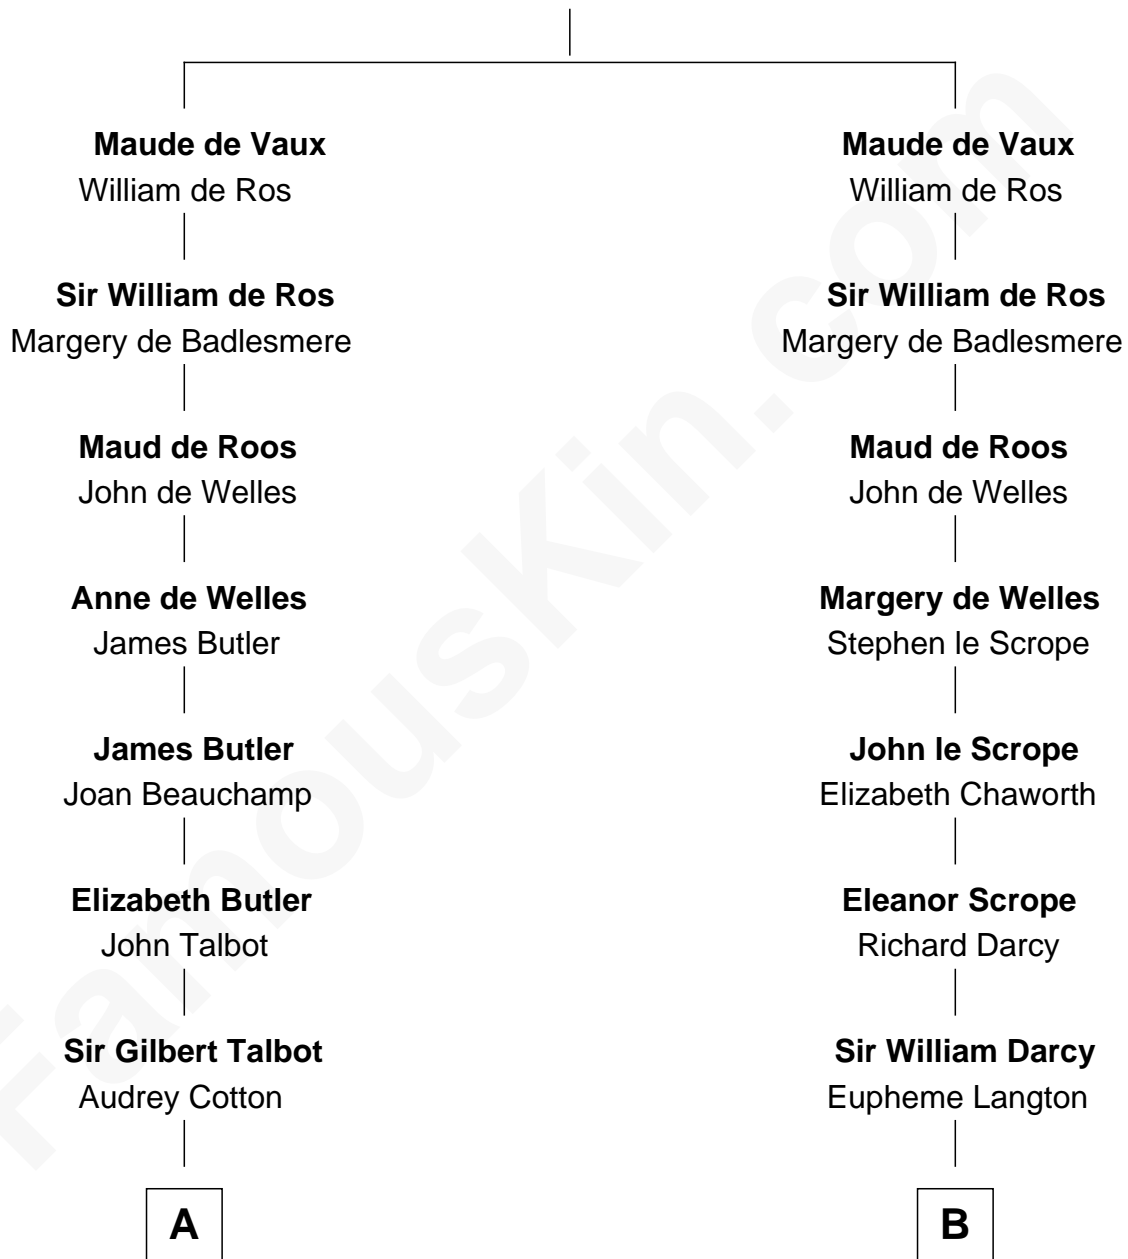 Maude de Vaux
William de Ros
Sir William de Ros
Margery de Badlesmere
Maud de Roos
John de Welles
Anne de Welles
James Butler
James Butler
Joan Beauchamp
Elizabeth Butler
John Talbot
Sir Gilbert Talbot
Audrey Cotton
A
Maude de Vaux
William de Ros
Sir William de Ros
Margery de Badlesmere
Maud de Roos
John de Welles
Margery de Welles
Stephen le Scrope
John le Scrope
Elizabeth Chaworth
Eleanor Scrope
Richard Darcy
Sir William Darcy
Eupheme Langton
B
FamousKin.com